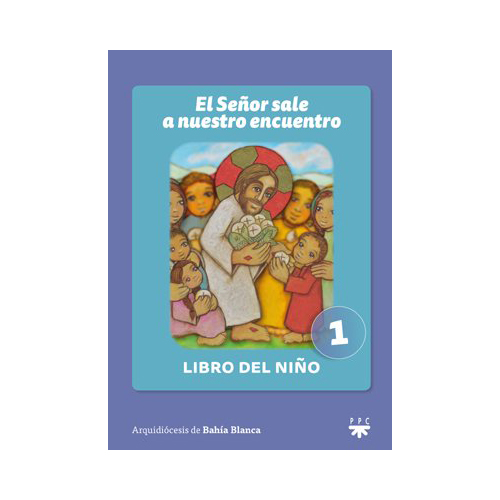 El Señor sale
a nuestro encuentro
1
LIBRO DEL NIÑO
Arquidiócesis de Bahía Blanca
PPC